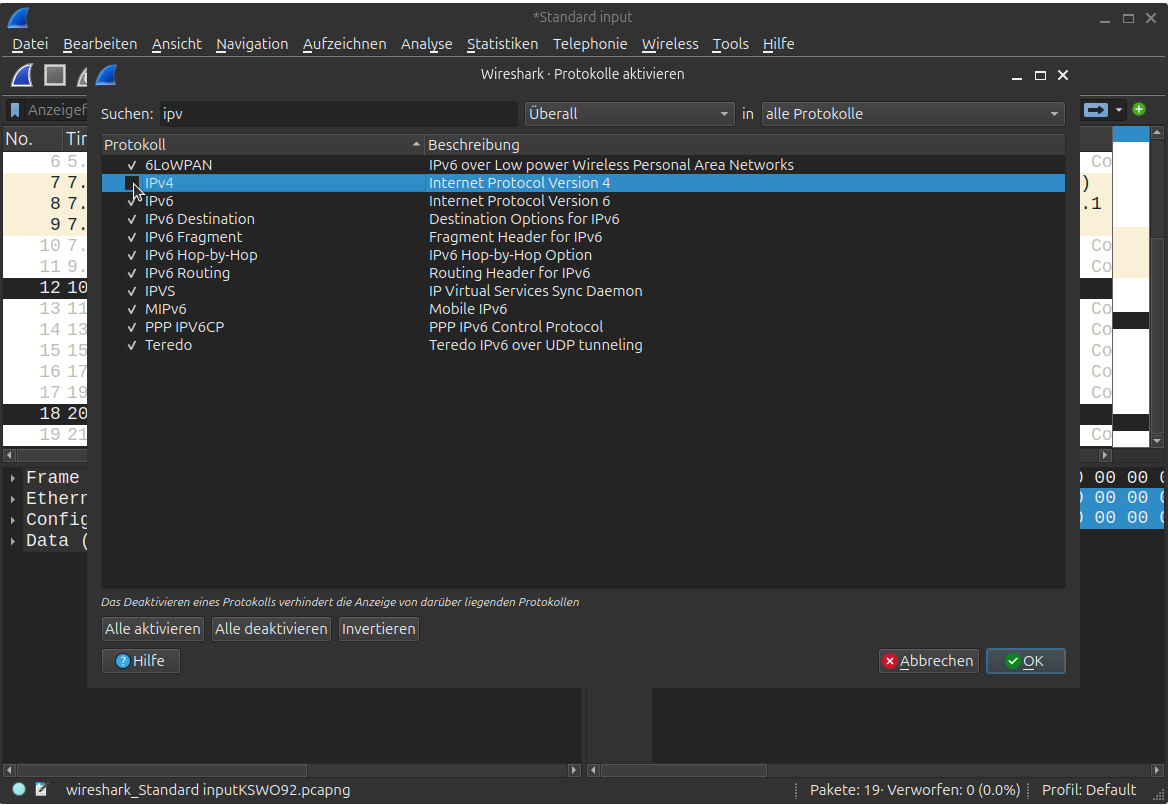 *Standard input
Datei Bearbeiten Ansicht Navigation Aufzeichnen Analyse Statistiken Telephonie Wireless Tools Hilfe
Wireshark · Protokolle aktivieren
Suchen: ipv Überall in alle Protokolle
Anzeigef
No. Tir
Protokoll Beschreibung
6LoWPAN IPv6 over Low power Wireless Personal Area Networks
IPv4 Internet Protocol Version 4
IPv6 Internet Protocol Version 6
IPv6 Destination Destination Options for IPv6
IPv6 Fragment Fragment Header for IPv6
IPv6 Hop-by-Hop IPv6 Hop-by-Hop Option
IPv6 Routing Routing Header for IPv6
IPVS IP Virtual Services Sync Daemon
MIPv6 Mobile IPv6
PPP IPV6CP PPP IPv6 Control Protocol
Teredo Teredo IPv6 over UDP tunneling
6 5. Co
7 7. )
8 7. .1
9 7.
10 7. Co
11 9. Co
12 10
13 11 Co
14 13 Co
15 15 Co
16 17 Co
17 19 Co
18 20
19 21 Co
Frame
Ethern
Config
Data (
00 00 0
00 00 0
00 00 0
Das Deaktivieren eines Protokolls verhindert die Anzeige von darüber liegenden Protokollen
Alle aktivieren Alle deaktivieren Invertieren
Hilfe Abbrechen OK
wireshark_Standard inputKSWO92.pcapng Pakete: 19· Verworfen: 0 (0.0%) Profil: Default